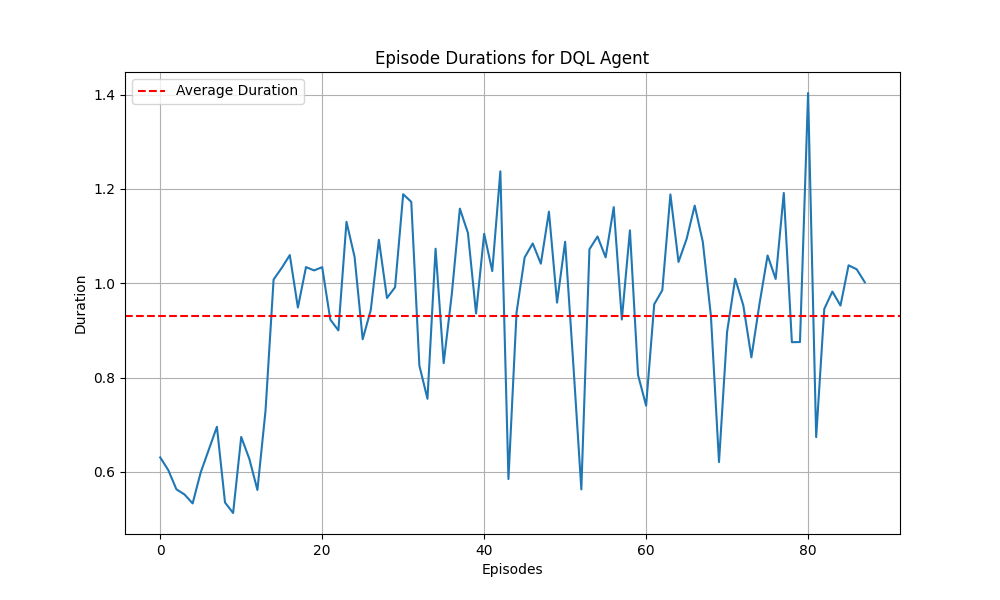 Episode Durations for DQL Agent
Average Duration
1.4
1.2
1.0
0.8
0.6
Duration
0 20 40 60 80
Episodes